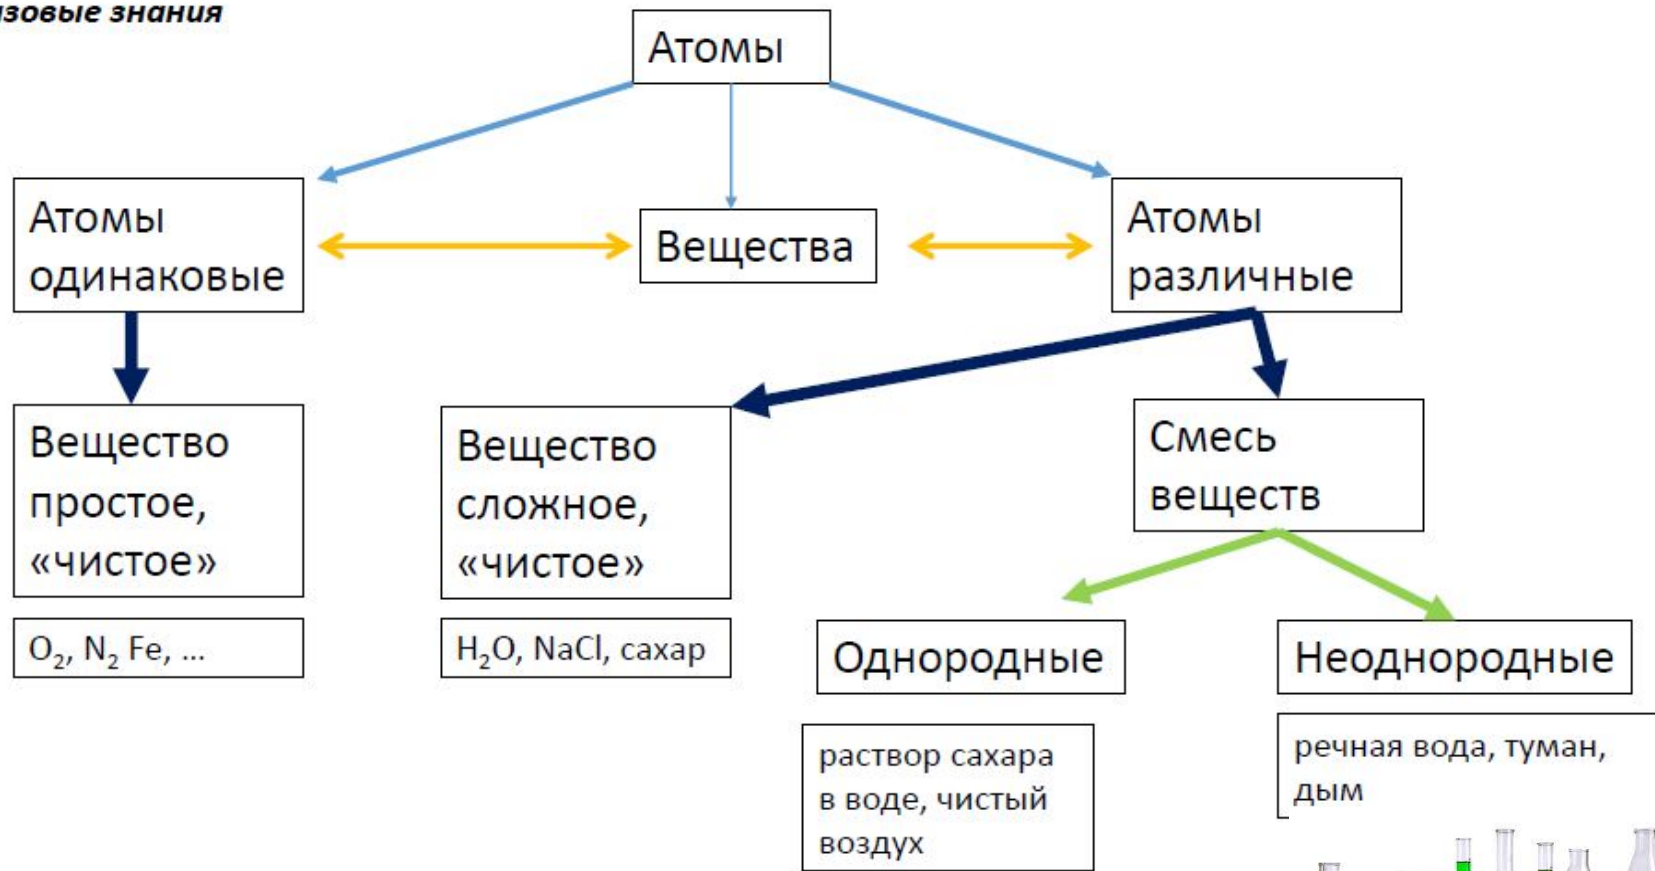 зовые знания
Атомы
Атомы
одинаковые
Вещества
Атомы
различные
Вещество
простое,
«чистое»
Вещество
сложное,
«чистое»
Смесь
веществ
O₂, N₂ Fe, ...
H₂O, NaCl, сахар
Однородные
Неоднородные
раствор сахара
в воде, чистый
воздух
речная вода, туман,
дым